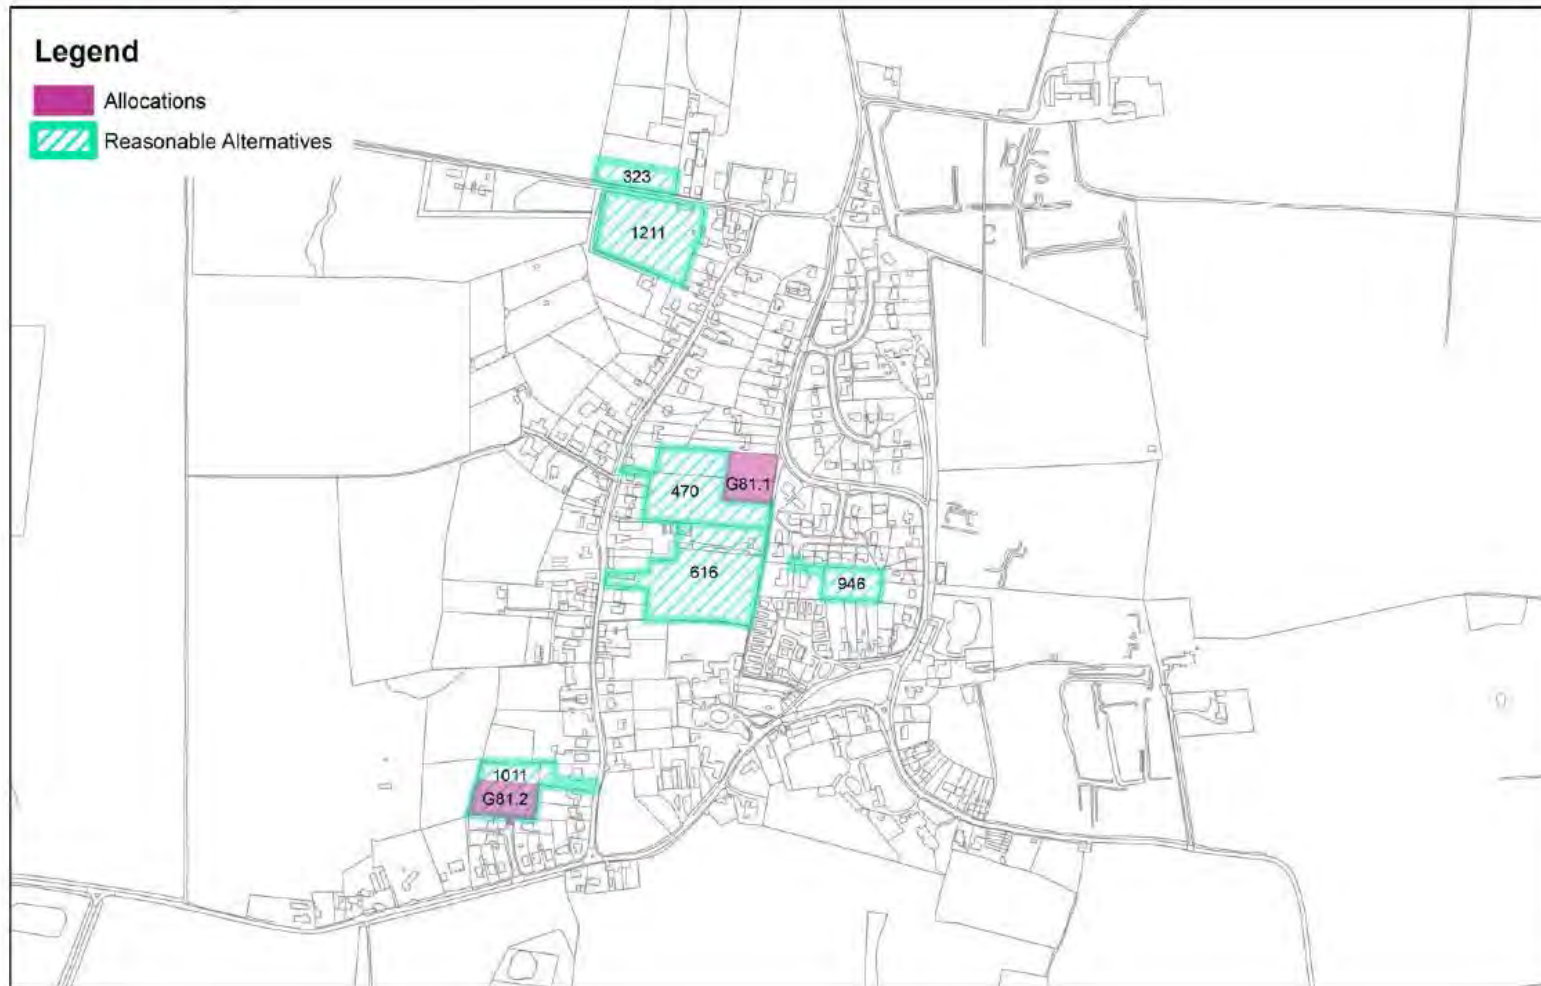 Legend
Allocations
Reasonable Alternatives
323
1211
G81.1
470
616
946
1011
G81.2